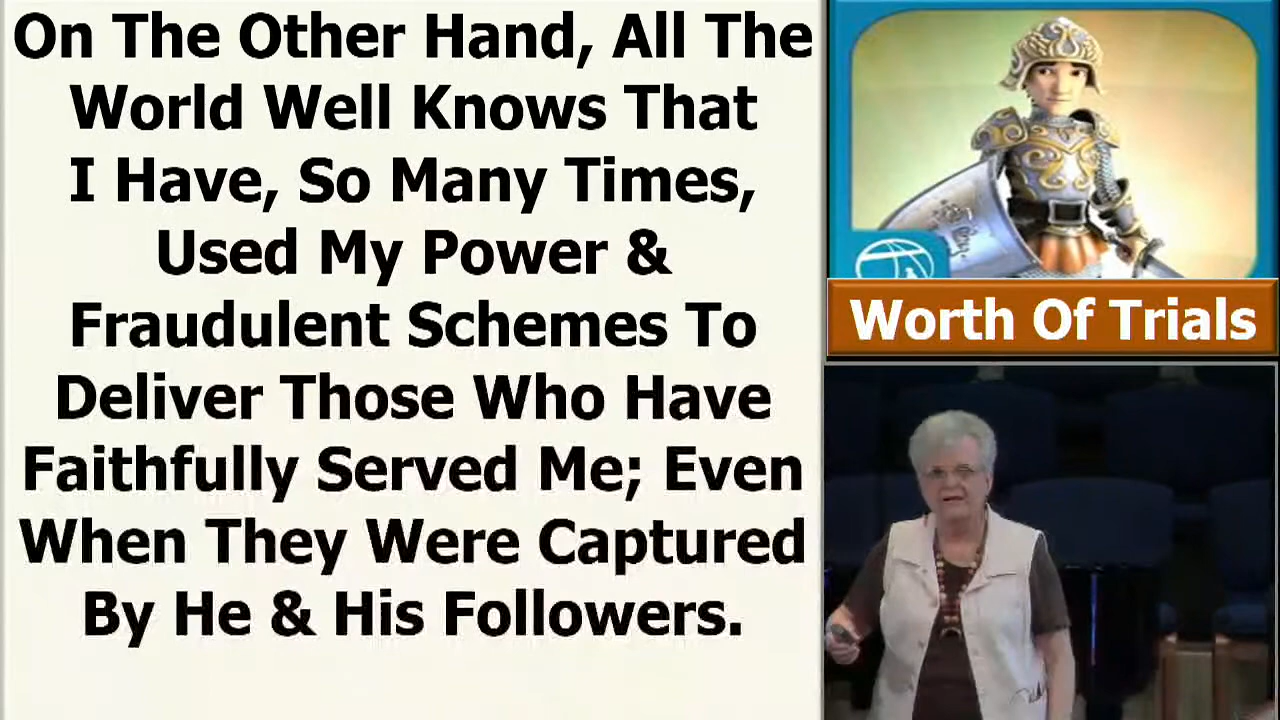 On The Other Hand, All The
World Well Knows That
I Have, So Many Times,
Used My Power &
Fraudulent Schemes To
Deliver Those Who Have
Faithfully Served Me; Even
When They Were Captured
By He & His Followers.
Worth Of Trials